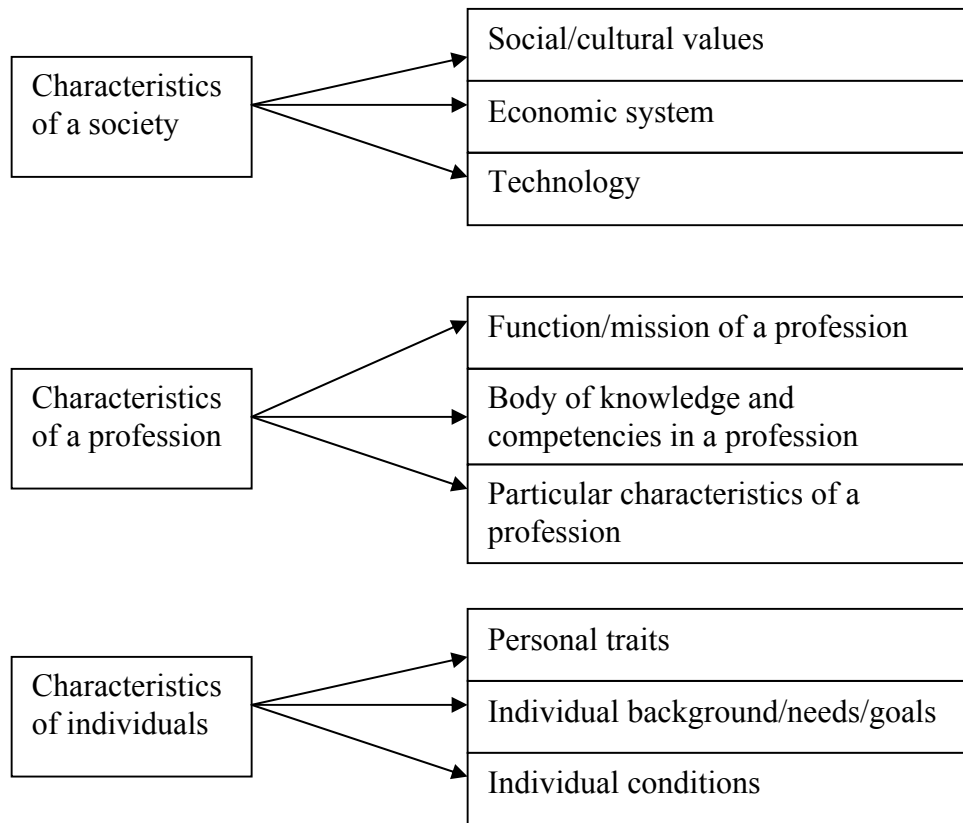 Characteristics
of a society
Social/cultural values
Economic system
Technology
Characteristics
of a profession
Function/mission of a profession
Body of knowledge and
competencies in a profession
Particular characteristics of a
profession
Characteristics
of individuals
Personal traits
Individual background/needs/goals
Individual conditions